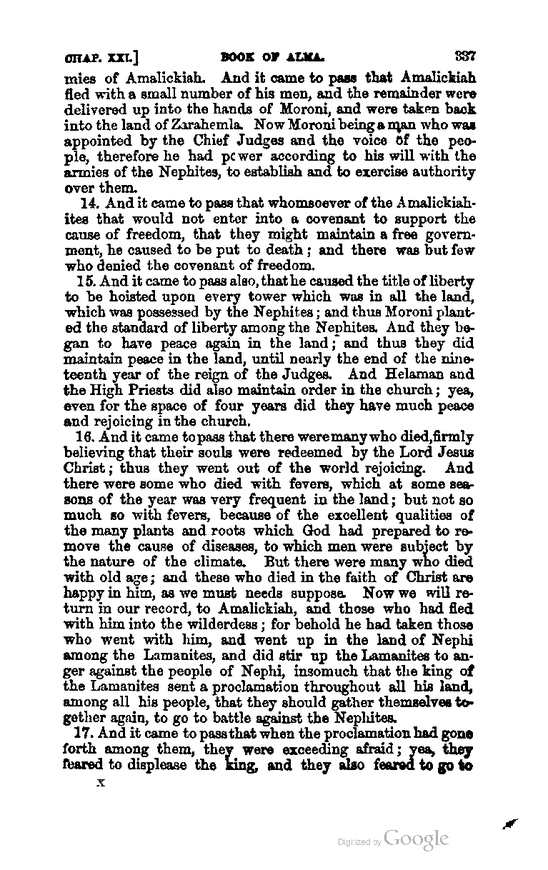 CHAP. XXI.] BOOK OF ALMA. 337
mies of Amalickiah. And it came to pass that Amalickiah
fled with a small number of his men, and the remainder were
delivered up into the hands of Moroni, and were taken back
into the land of Zarahemla. Now Moroni being a man who was
appointed by the Chief Judges and the voice of the peo-
ple, therefore he had power according to his will with the
armies of the Nephites, to establish and to exercise authority
over them.
14. And it came to pass that whomsoever of the Amalickiah-
ites that would not enter into a covenant to support the
cause of freedom, that they might maintain a free govern-
ment, he caused to be put to death; and there was but few
who denied the covenant of freedom.
15. And it came to pass also, that he caused the title of liberty
to be hoisted upon every tower which was in all the land,
which was possessed by the Nephites; and thus Moroni plant-
ed the standard of liberty among the Nephites. And they be-
gan to have peace again in the land; and thus they did
maintain peace in the land, until nearly the end of the nine-
teenth year of the reign of the Judges. And Helaman and
the High Priests did also maintain order in the church; yea,
even for the space of four years did they have much peace
and rejoicing in the church.
16. And it came to pass that there were many who died, firmly
believing that their souls were redeemed by the Lord Jesus
Christ; thus they went out of the world rejoicing. And
there were some who died with fevers, which at some sea-
sons of the year was very frequent in the land; but not so
much so with fevers, because of the excellent qualities of
the many plants and roots which God had prepared to re-
move the cause of diseases, to which men were subject by
the nature of the climate. But there were many who died
with old age; and these who died in the faith of Christ are
happy in him, as we must needs suppose. Now we will re-
turn in our record, to Amalickiah, and those who had fled
with him into the wilderdess; for behold he had taken those
who went with him, and went up in the land of Nephi
among the Lamanites, and did stir up the Lamanites to an-
ger against the people of Nephi, insomuch that the king of
the Lamanites sent a proclamation throughout all his land,
among all his people, that they should gather themselves to-
gether again, to go to battle against the Nephites.
17. And it came to pass that when the proclamation had gone
forth among them, they were exceeding afraid; yea, they
feared to displease the king, and they also feared to go to
X
Digitized by Google